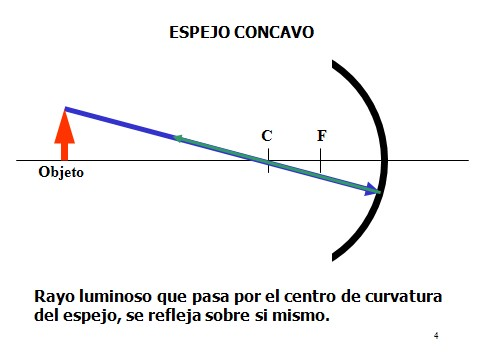 ESPEJO CONCAVO
C F
Objeto
Rayo luminoso que pasa por el centro de curvatura
del espejo, se refleja sobre si mismo.
4